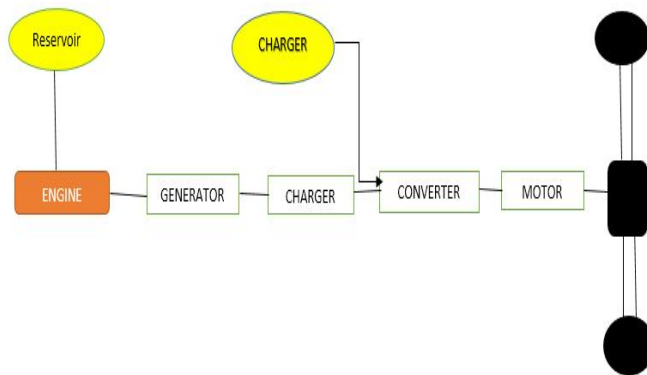 Reservoir
CHARGER
ENGINE
GENERATOR
CHARGER
CONVERTER
MOTOR